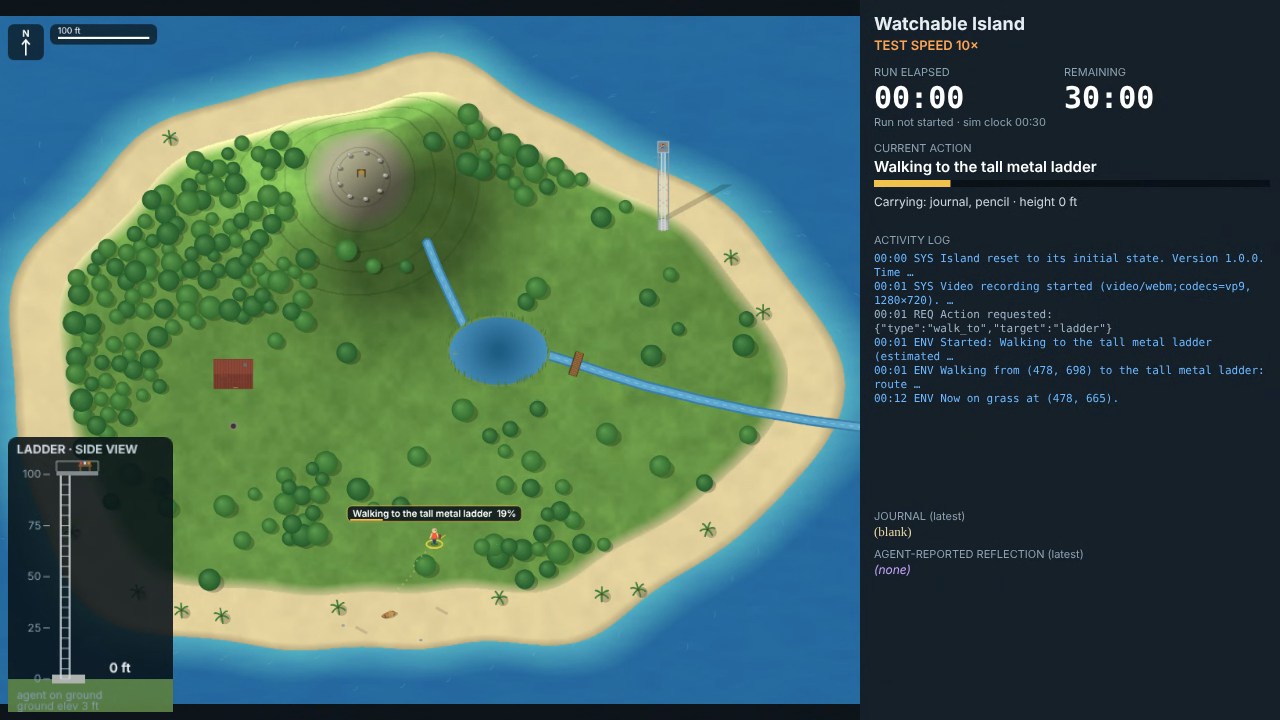 N
100 ft
Walking to the tall metal ladder 19%
LADDER · SIDE VIEW
100
75
50
25
0
0 ft
agent on ground
ground elev 3 ft
Watchable Island
TEST SPEED 10×
RUN ELAPSED
REMAINING
00:00
30:00
Run not started · sim clock 00:30
CURRENT ACTION
Walking to the tall metal ladder
Carrying: journal, pencil · height 0 ft
ACTIVITY LOG
00:00 SYS Island reset to its initial state. Version 1.0.0.
Time …
00:01 SYS Video recording started (video/webm;codecs=vp9,
1280×720). …
00:01 REQ Action requested:
{"type":"walk_to","target":"ladder"}
00:01 ENV Started: Walking to the tall metal ladder
(estimated …
00:01 ENV Walking from (478, 698) to the tall metal ladder:
route …
00:12 ENV Now on grass at (478, 665).
JOURNAL (latest)
(blank)
AGENT-REPORTED REFLECTION (latest)
(none)